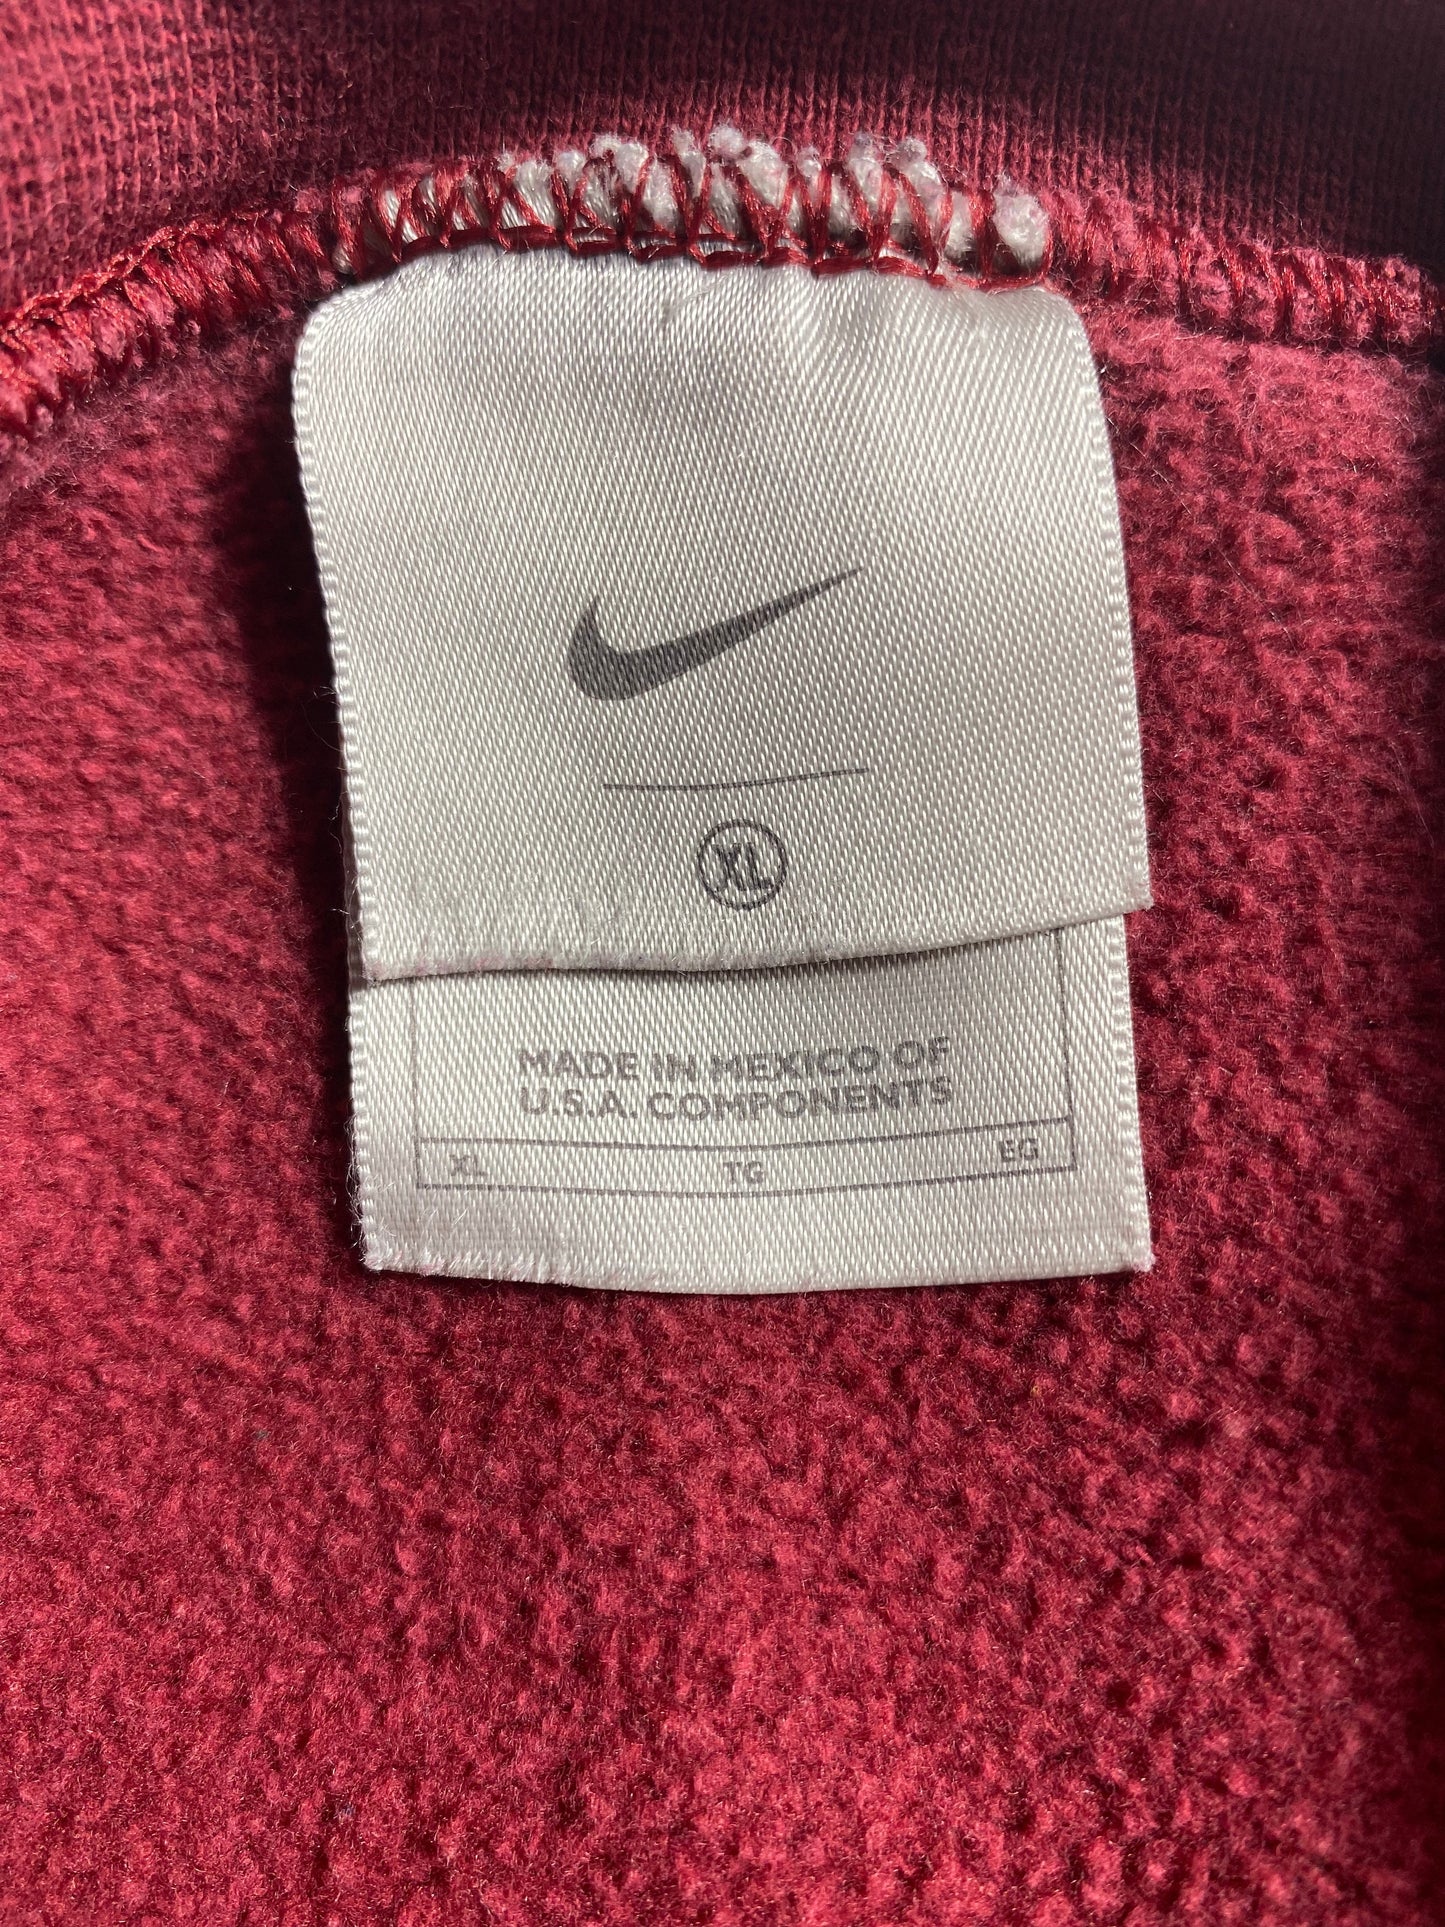 XL
MADE IN MEXICO OF
U.S.A. COMPONENTS
XL TG EG